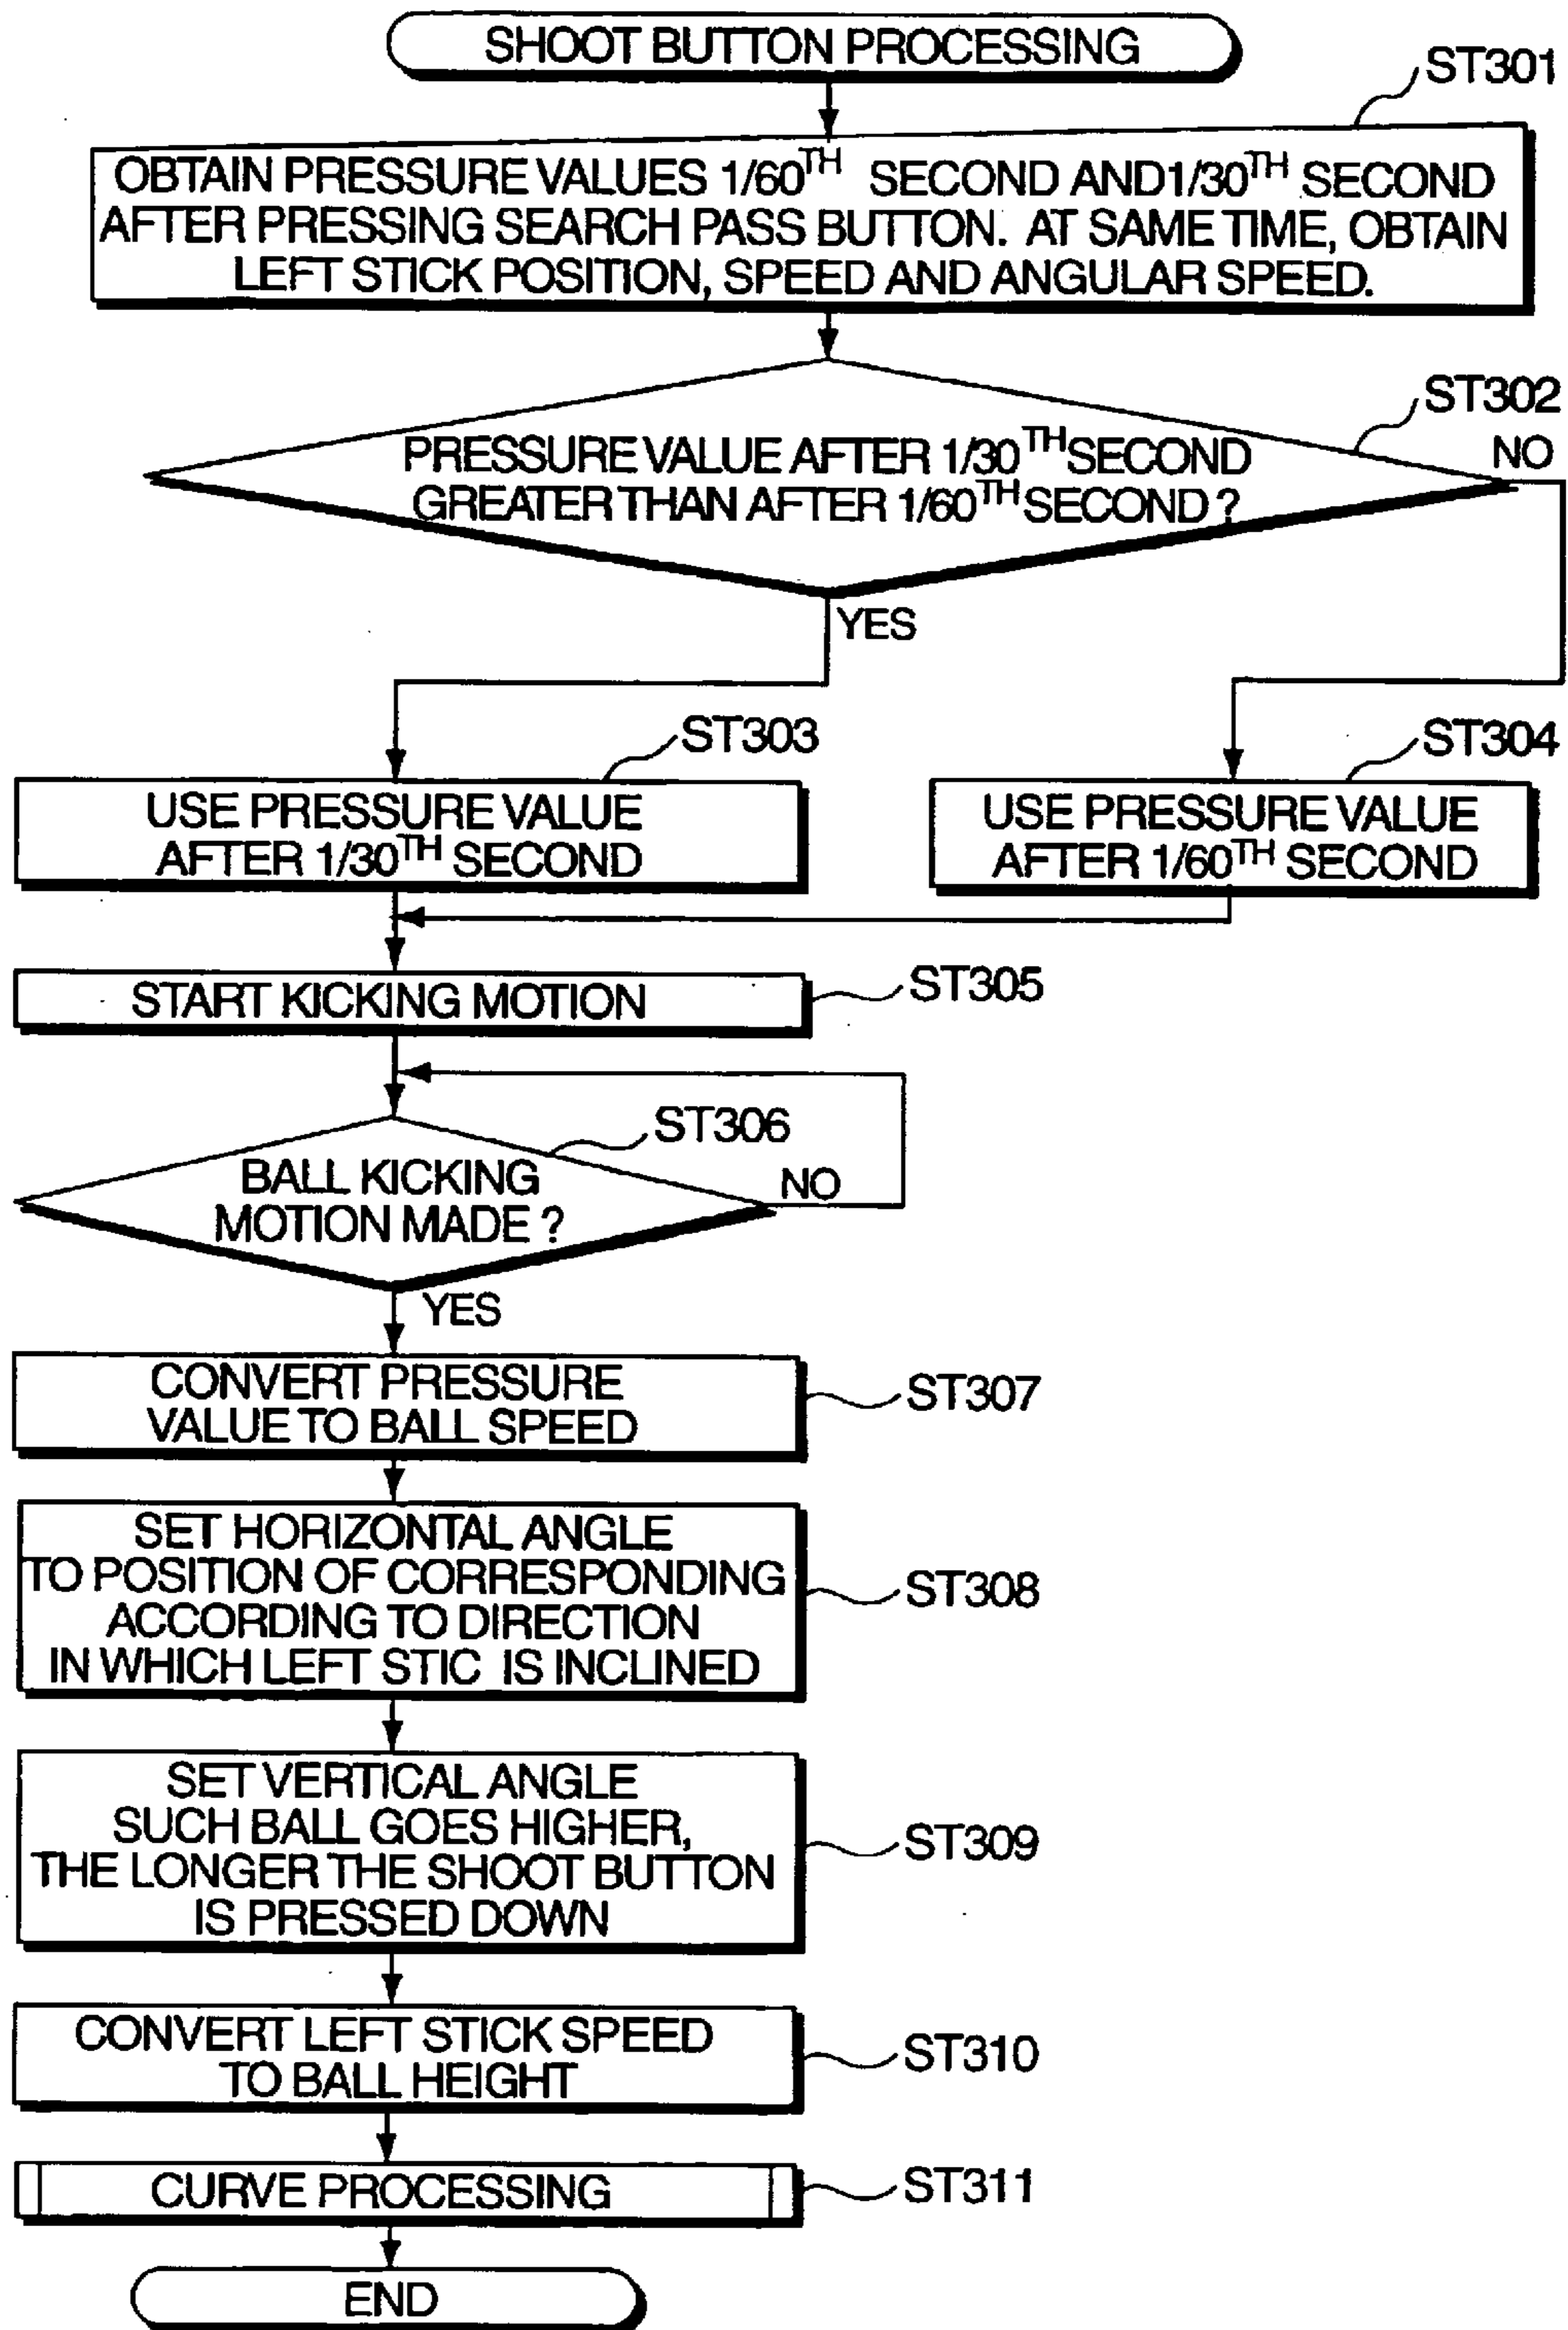 SHOOT BUTTON PROCESSING
ST301
OBTAIN PRESSURE VALUES 1/60TH SECOND AND1/30TH SECOND
AFTER PRESSING SEARCH PASS BUTTON. AT SAME TIME, OBTAIN
LEFT STICK POSITION, SPEED AND ANGULAR SPEED.
ST302
PRESSURE VALUE AFTER 1/30TH SECOND
GREATER THAN AFTER 1/60TH SECOND ?
NO
YES
ST303
USE PRESSURE VALUE
AFTER 1/30TH SECOND
ST304
USE PRESSURE VALUE
AFTER 1/60TH SECOND
START KICKING MOTION
ST305
ST306
BALL KICKING
MOTION MADE ?
NO
YES
CONVERT PRESSURE
VALUE TO BALL SPEED
ST307
SET HORIZONTAL ANGLE
TO POSITION OF CORRESPONDING
ACCORDING TO DIRECTION
IN WHICH LEFT STIC IS INCLINED
ST308
SET VERTICAL ANGLE
SUCH BALL GOES HIGHER,
THE LONGER THE SHOOT BUTTON
IS PRESSED DOWN
ST309
CONVERT LEFT STICK SPEED
TO BALL HEIGHT
ST310
CURVE PROCESSING
ST311
END